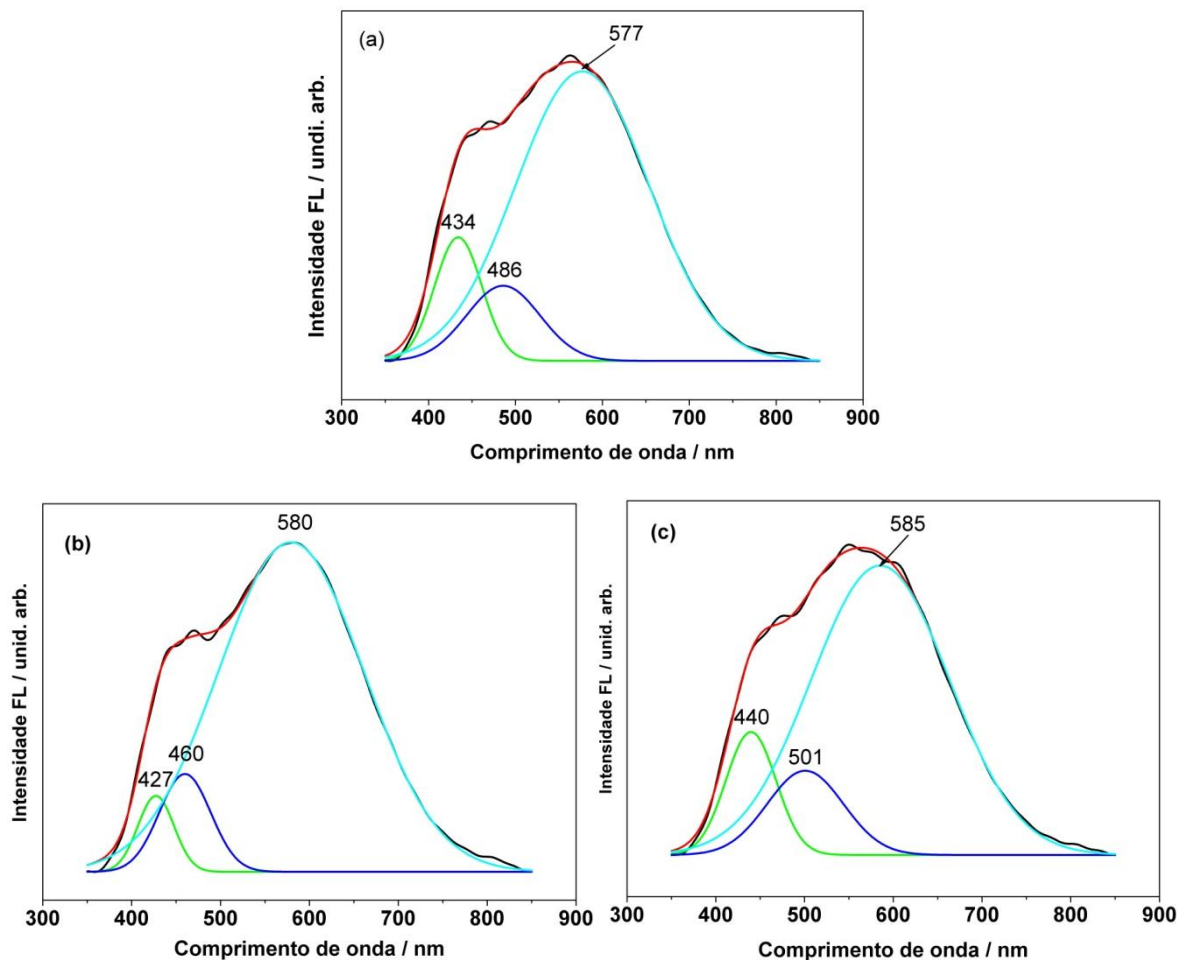 (a)
577
434
486
Intensidade FL / undi. arb.
300 400 500 600 700 800 900
Comprimento de onda / nm
(b)
580
427
460
Intensidade FL / unid. arb.
300 400 500 600 700 800 900
Comprimento de onda / nm
(c)
585
440
501
Intensidade FL / unid. arb.
300 400 500 600 700 800 900
Comprimento de onda / nm